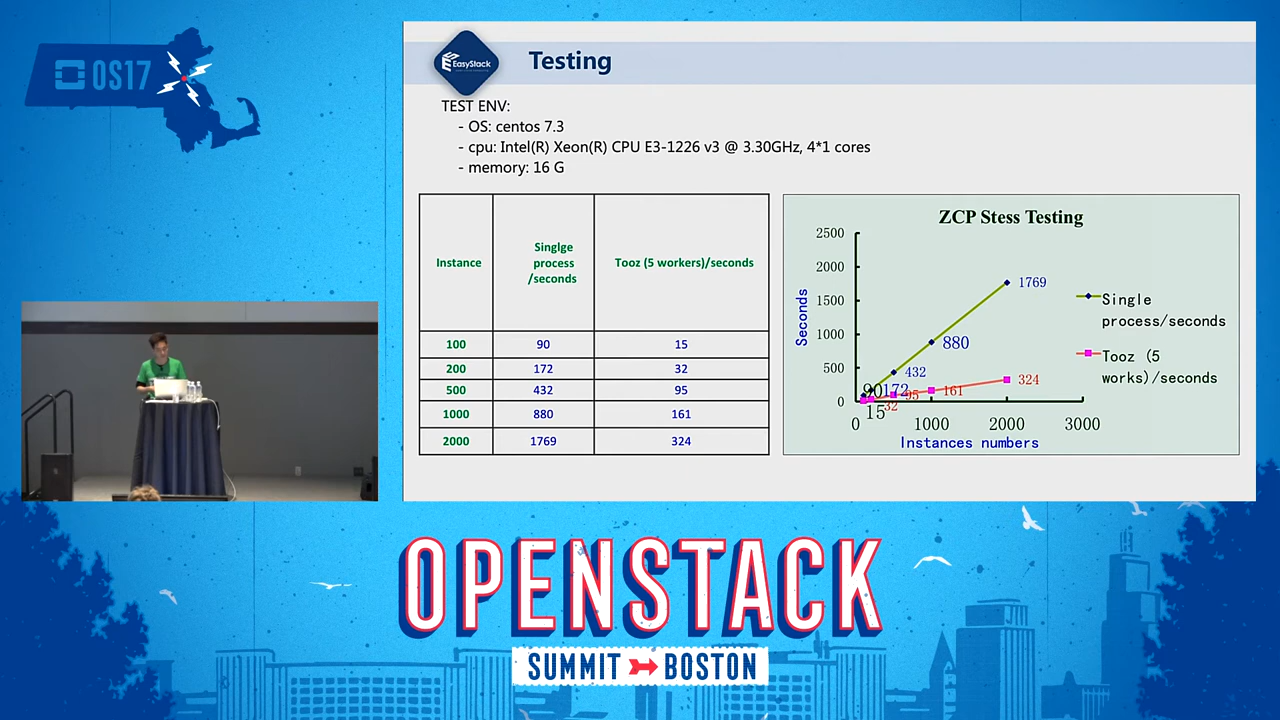 OS17
EasyStack
Testing
TEST ENV:
- OS: centos 7.3
- cpu: Intel(R) Xeon(R) CPU E3-1226 v3 @ 3.30GHz, 4*1 cores
- memory: 16 G
Instance
Singlge
process
/seconds
Tooz (5 workers)/seconds
100 90 15
200 172 32
500 432 95
1000 880 161
2000 1769 324
ZCP Stess Testing
Seconds
2500
2000
1500
1000
500
0
1769
880
432
172
90
324
161
95
32
15
0 1000 2000 3000
Instances numbers
Single
process/seconds
Tooz (5
works)/seconds
OPENSTACK
SUMMIT BOSTON